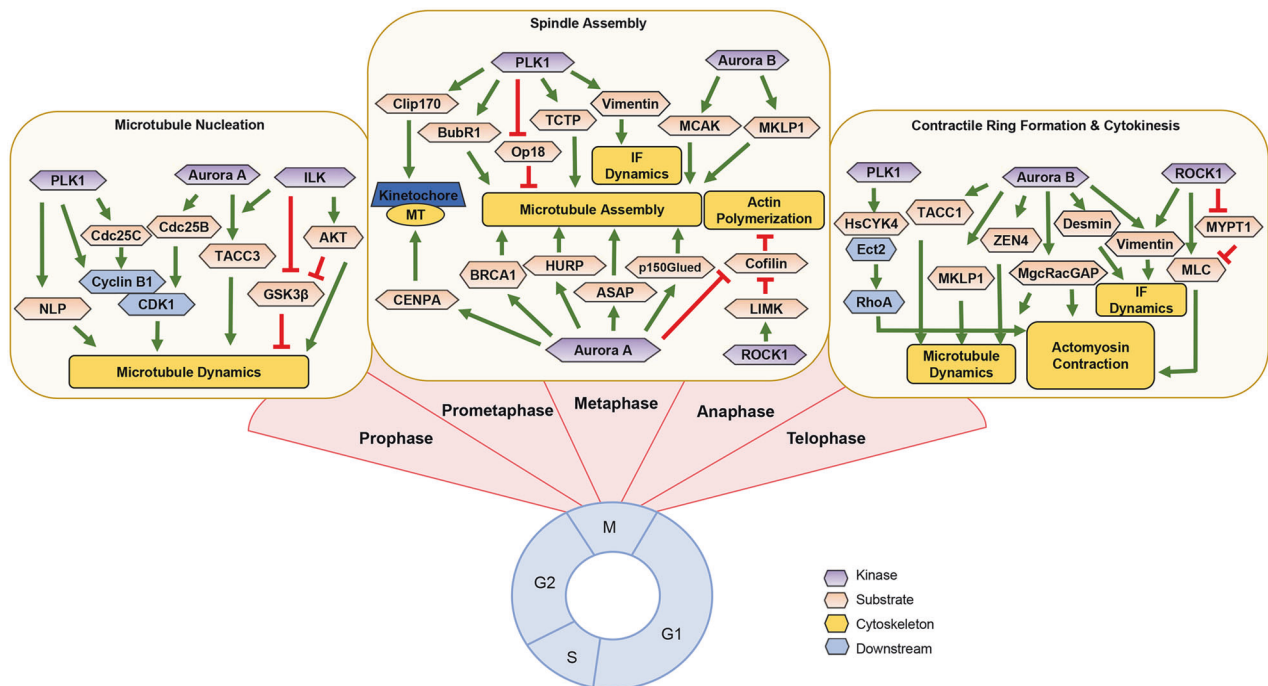 Spindle Assembly
PLK1
Aurora B
Clip170
Vimentin
BubR1
TCTP
MCAK
MKLP1
Op18
IF
Dynamics
Kinetochore
MT
Microtubule Assembly
Actin
Polymerization
BRCA1
HURP
p150Glued
Cofilin
CENPA
ASAP
LIMK
Aurora A
ROCK1
Microtubule Nucleation
PLK1
Aurora A
ILK
Cdc25C
Cdc25B
AKT
TACC3
Cyclin B1
CDK1
GSK3β
NLP
Microtubule Dynamics
Contractile Ring Formation & Cytokinesis
PLK1
Aurora B
ROCK1
HsCYK4
TACC1
Desmin
MYPT1
Ect2
ZEN4
Vimentin
MLC
MKLP1
MgcRacGAP
RhoA
IF
Dynamics
Microtubule
Dynamics
Actomyosin
Contraction
Prophase
Prometaphase
Metaphase
Anaphase
Telophase
M
G2
G1
S
Kinase
Substrate
Cytoskeleton
Downstream